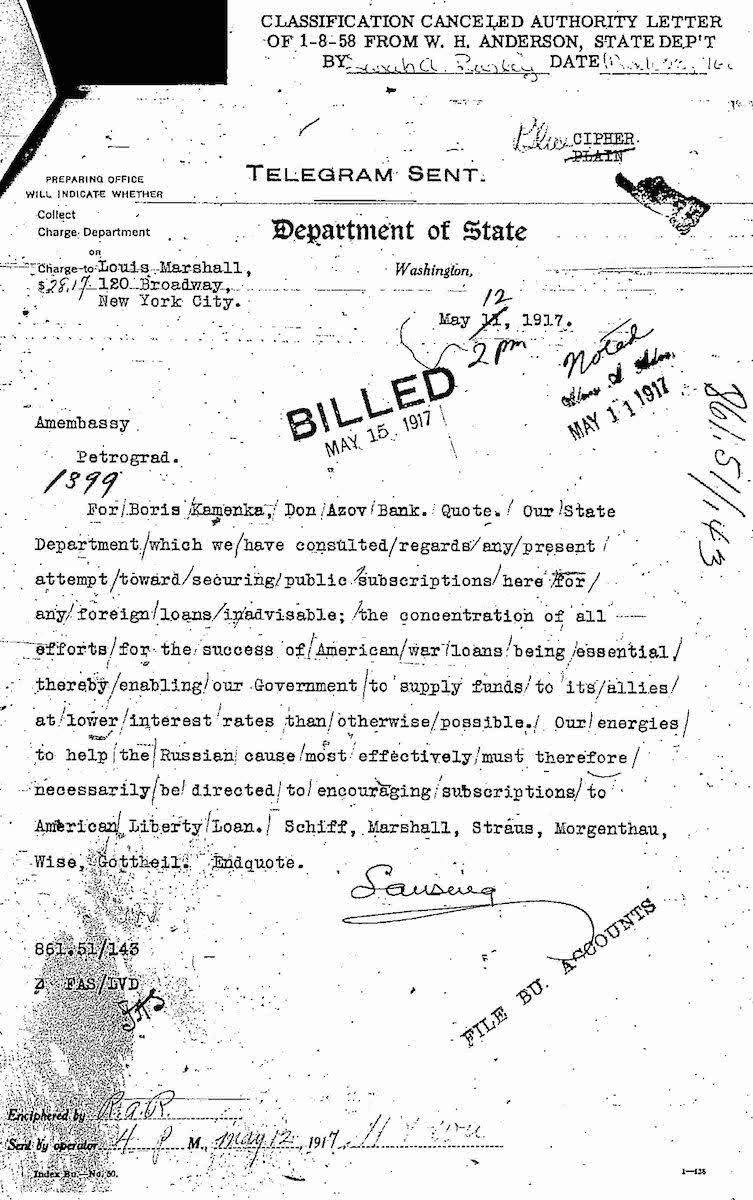 CLASSIFICATION CANCELED AUTHORITY LETTER
OF 1-8-58 FROM W. H. ANDERSON, STATE DEP'T
BY DATE
CIPHER
PLAIN
PREPARING OFFICE
WILL INDICATE WHETHER
TELEGRAM SENT.
Collect
Charge Department
OR
Charge to Louis Marshall,
$28.17 120 Broadway,
New York City.
Department of State
Washington,
12
May 11, 1917.
2 pm
Noted
MAY 11 1917
BILLED
MAY 15 1917
861.51/143
Amembassy
Petrograd.
1399
For/Boris/Kamenka,/Don/Azov/Bank. Quote./ Our/State
Department/which we/have consulted/regards/any/present/
attempt/toward/securing/public/subscriptions/here/for/
any/foreign/loans/inadvisable;/the concentration of all
efforts/for the success of/American/war/loans/being/essential,/
thereby/enabling/our Government/to supply funds/to its/allies/
at/lower/interest rates than/otherwise/possible./ Our/energies/
to help/the/Russian cause/most effectively/must therefore/
necessarily/be/directed/to/encouraging/subscriptions/to
American/Liberty/Loan./ Schiff, Marshall, Straus, Morgenthau,
Wise, Gottheil. Endquote.
Lansing
861.51/143
FAS/LVD
FAS
FILE BU. ACCOUNTS
Enciphered by R.a.R.
Sent by operator 4 P M., May 12, 1917,
Index Bu.—No. 50.
1—138